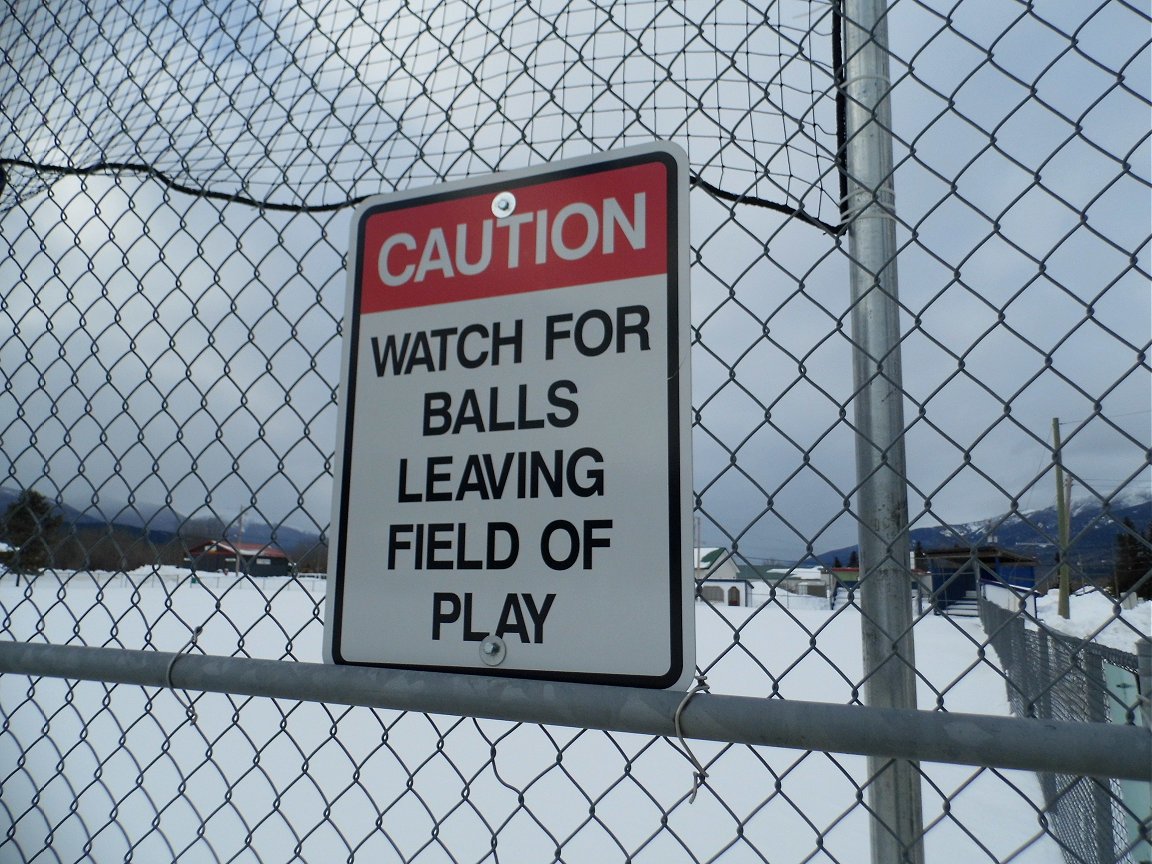 CAUTION
WATCH FOR
BALLS
LEAVING
FIELD OF
PLAY